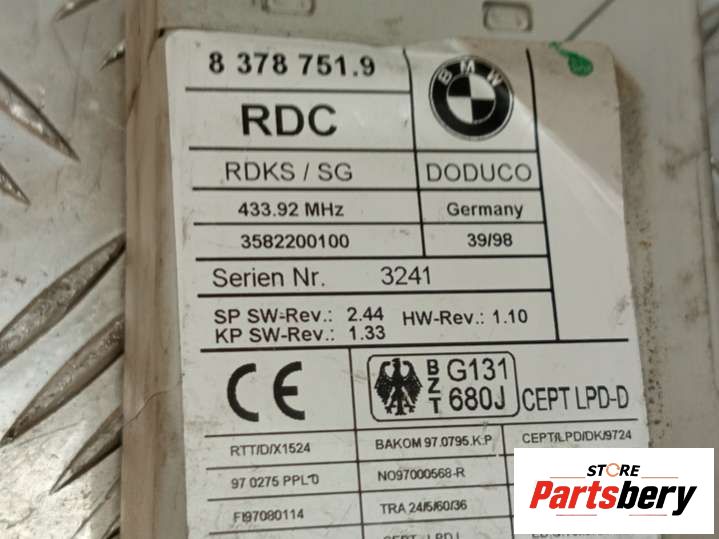 8 378 751.9
BMW
RDC
RDKS / SG
DODUCO
433.92 MHz
Germany
3582200100
39/98
Serien Nr. 3241
SP SW-Rev.: 2.44 HW-Rev.: 1.10
KP SW-Rev.: 1.33
CE
BZT
G131
680J
CEPT LPD-D
RTT/D/X1524
BAKOM 97.0795.K.P
CEPT/LPD/DK/9724
97 0275 PPL-0
NO97000568-R
FI97080114
TRA 24/5/60/36
STORE
Partsbery